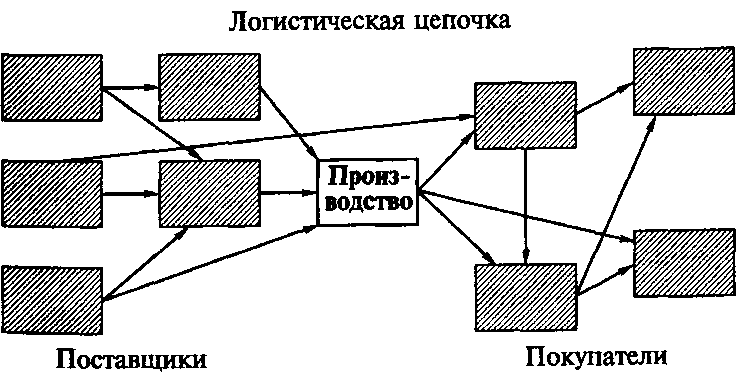 Логистическая цепочка
Произ-
водство
Поставщики
Покупатели